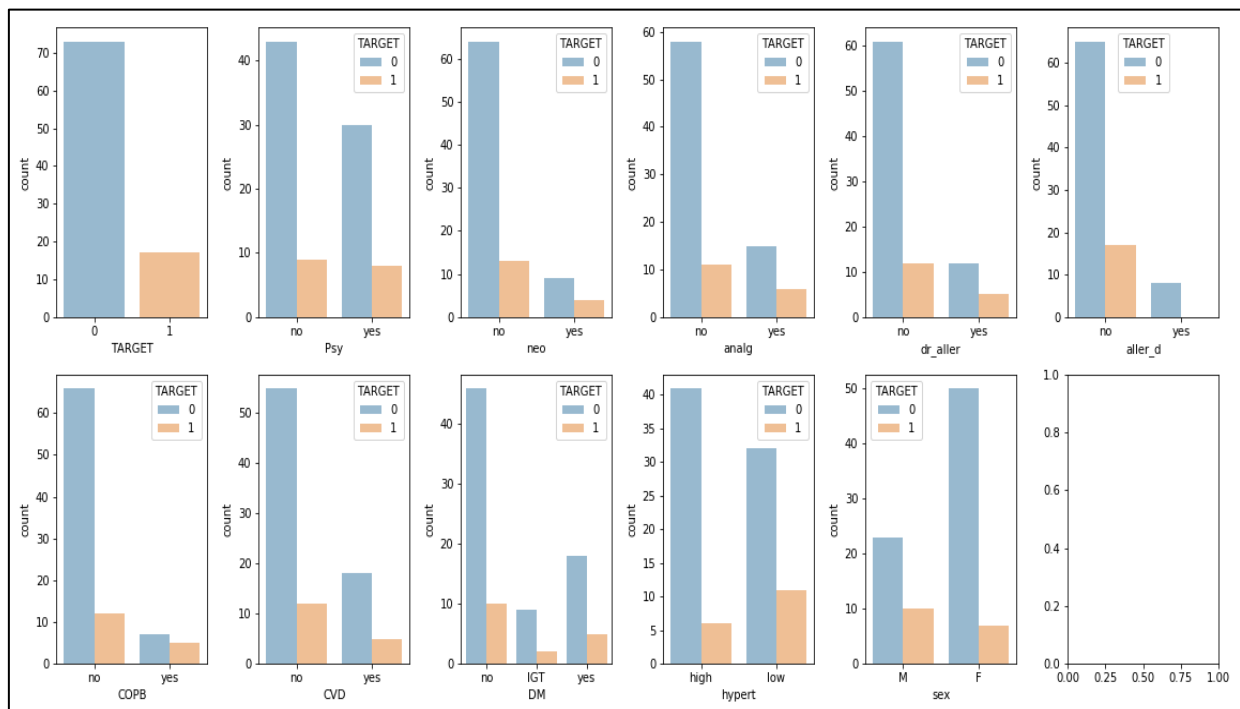 70
60
50
40
30
20
10
0
count
0 1
TARGET
TARGET
0
1
40
30
20
10
0
count
no yes
Psy
TARGET
0
1
60
50
40
30
20
10
0
count
no yes
neo
TARGET
0
1
60
50
40
30
20
10
0
count
no yes
analg
TARGET
0
1
60
50
40
30
20
10
0
count
no yes
dr_aller
TARGET
0
1
60
50
40
30
20
10
0
count
no yes
aller_d
TARGET
0
1
60
50
40
30
20
10
0
count
no yes
COPB
TARGET
0
1
50
40
30
20
10
0
count
no yes
CVD
TARGET
0
1
40
30
20
10
0
count
no IGT yes
DM
TARGET
0
1
40
35
30
25
20
15
10
5
0
count
high low
hypert
TARGET
0
1
50
40
30
20
10
0
count
M F
sex
1.0
0.8
0.6
0.4
0.2
0.0
0.00 0.25 0.50 0.75 1.00